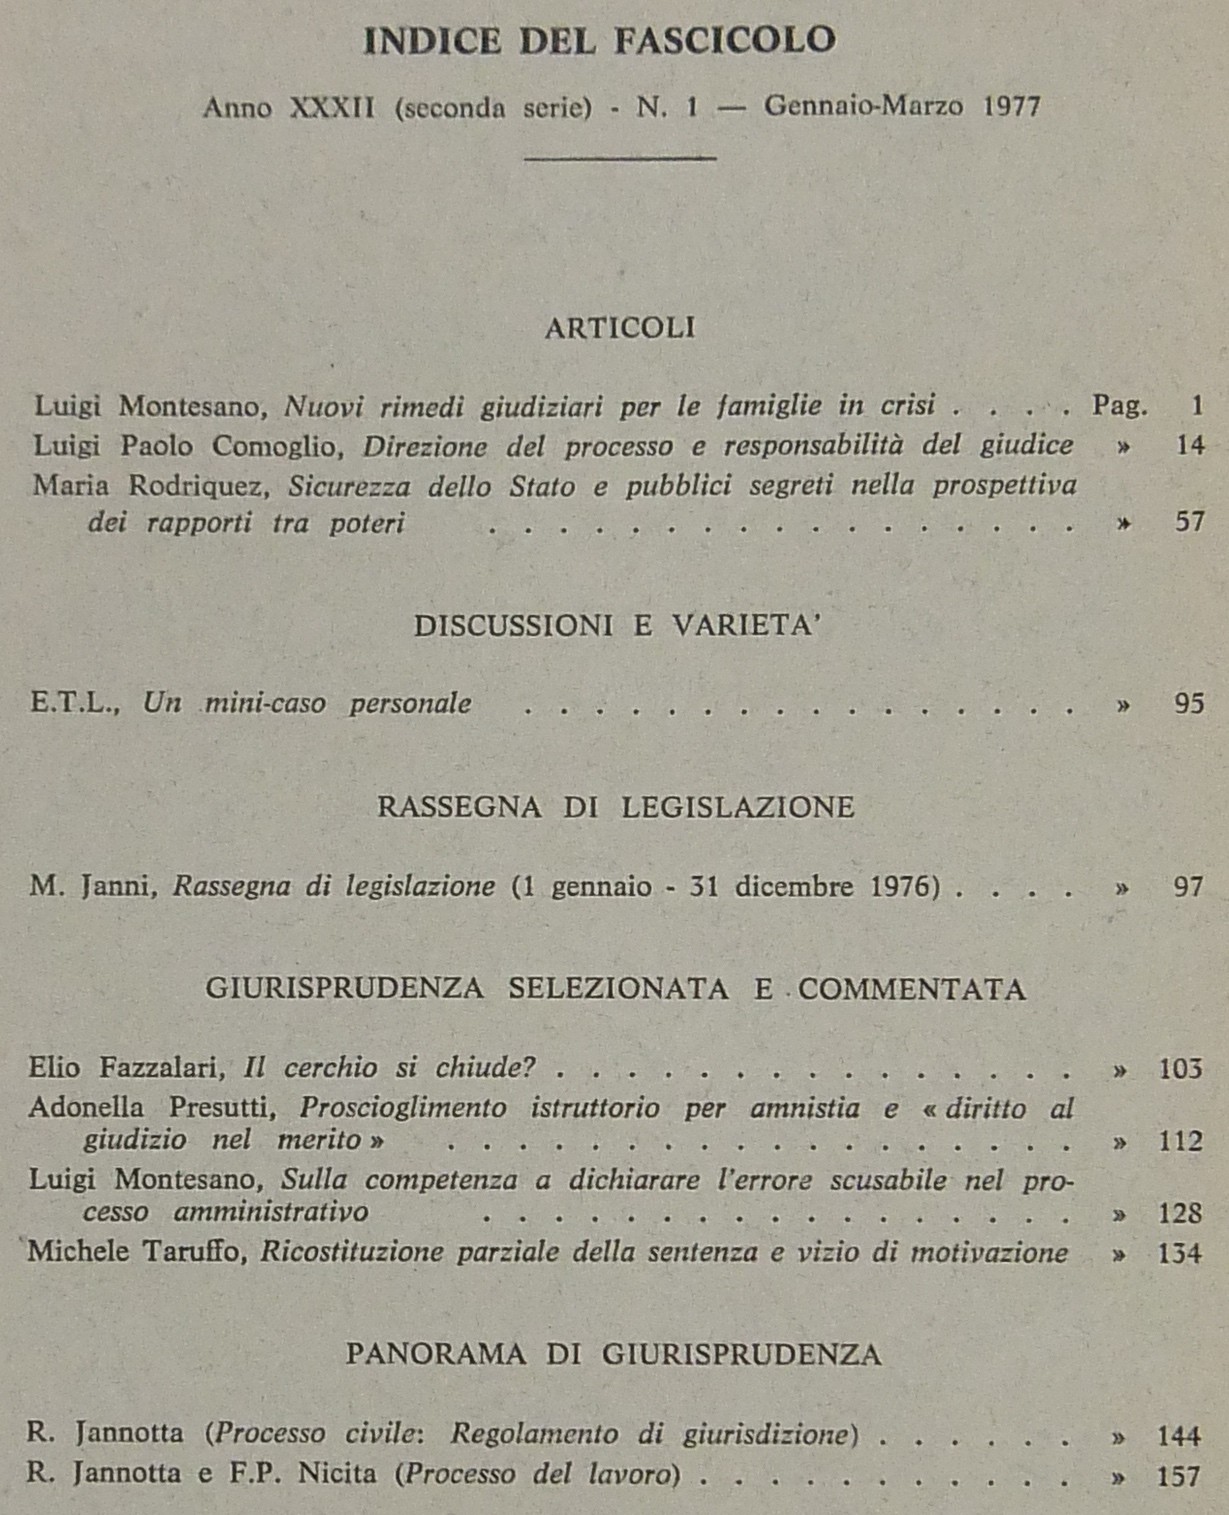 INDICE DEL FASCICOLO
Anno XXXII (seconda serie) - N. 1 — Gennaio-Marzo 1977
ARTICOLI
Luigi Montesano, Nuovi rimedi giudiziari per le famiglie in crisi . . . . Pag. 1
Luigi Paolo Comoglio, Direzione del processo e responsabilità del giudice » 14
Maria Rodriquez, Sicurezza dello Stato e pubblici segreti nella prospettiva
dei rapporti tra poteri . . . . . . . . . . . . . . . . . » 57
DISCUSSIONI E VARIETA'
E.T.L., Un mini-caso personale . . . . . . . . . . . . . . . . » 95
RASSEGNA DI LEGISLAZIONE
M. Janni, Rassegna di legislazione (1 gennaio - 31 dicembre 1976) . . . . » 97
GIURISPRUDENZA SELEZIONATA E COMMENTATA
Elio Fazzalari, Il cerchio si chiude? . . . . . . . . . . . . . . . » 103
Adonella Presutti, Proscioglimento istruttorio per amnistia e « diritto al
giudizio nel merito » . . . . . . . . . . . . . . . . . . » 112
Luigi Montesano, Sulla competenza a dichiarare l'errore scusabile nel pro-
cesso amministrativo . . . . . . . . . . . . . . . . . » 128
Michele Taruffo, Ricostituzione parziale della sentenza e vizio di motivazione » 134
PANORAMA DI GIURISPRUDENZA
R. Jannotta (Processo civile: Regolamento di giurisdizione) . . . . . . » 144
R. Jannotta e F.P. Nicita (Processo del lavoro) . . . . . . . . . . . » 157